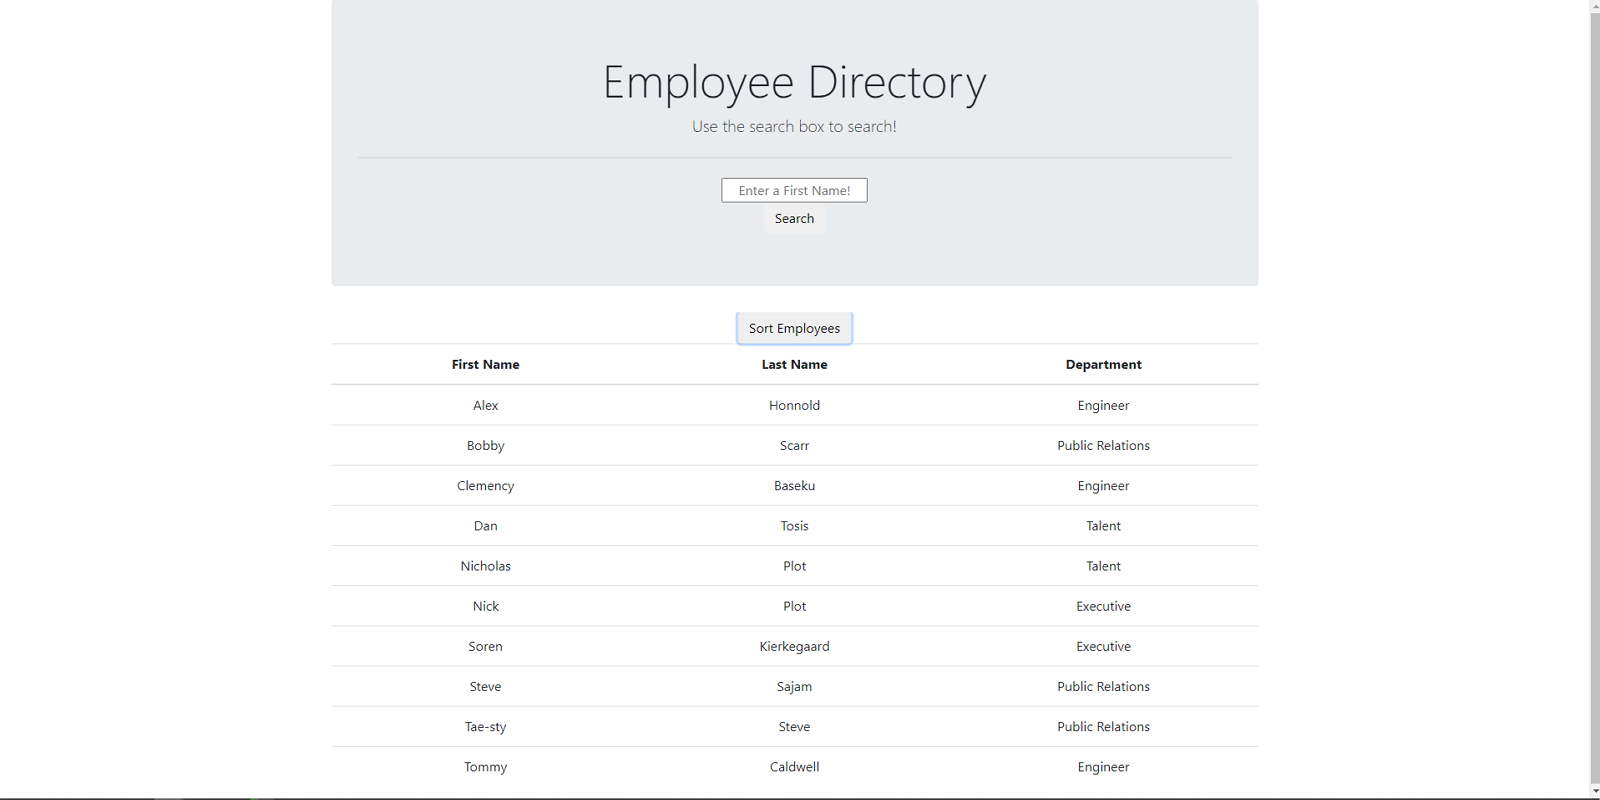 Employee Directory
Use the search box to search!
Enter a First Name!
Search
Sort Employees
First Name Last Name Department
Alex Honnold Engineer
Bobby Scarr Public Relations
Clemency Baseku Engineer
Dan Tosis Talent
Nicholas Plot Talent
Nick Plot Executive
Soren Kierkegaard Executive
Steve Sajam Public Relations
Tae-sty Steve Public Relations
Tommy Caldwell Engineer